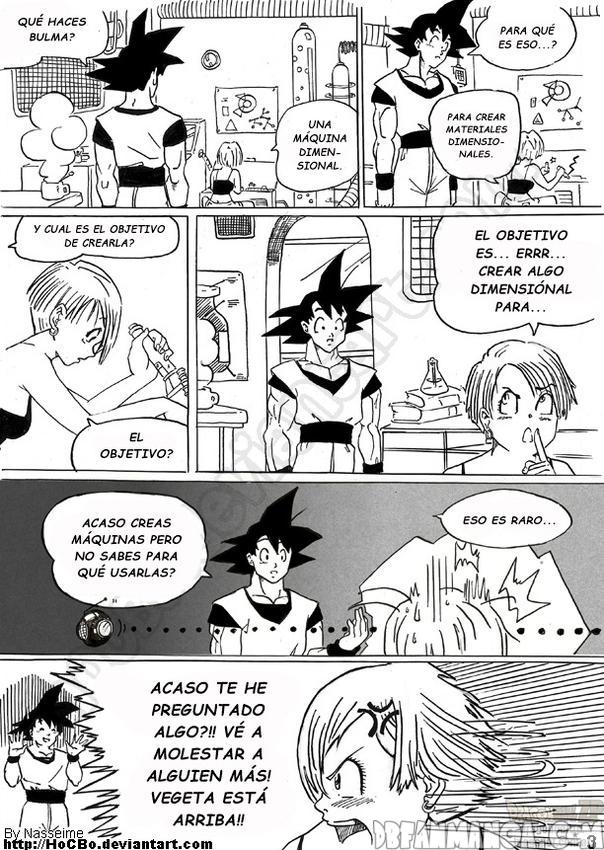 QUÉ HACES
BULMA?
UNA
MÁQUINA
DIMEN-
SIONAL.
PARA QUÉ
ES ESO...?
PARA CREAR
MATERIALES
DIMENSIO-
NALES.
Y CUAL ES EL OBJETIVO
DE CREARLA?
EL
OBJETIVO?
EL OBJETIVO
ES... ERRR...
CREAR ALGO
DIMENSIÓNAL
PARA...
ACASO CREAS
MÁQUINAS PERO
NO SABES PARA
QUÉ USARLAS?
ESO ES RARO...
ACASO TE HE
PREGUNTADO
ALGO?!! VÉ A
MOLESTAR A
ALGUIEN MÁS!
VEGETA ESTÁ
ARRIBA!!
By Nasseime
http://HoCBo.deviantart.com
DBFANMANGA.COM
3